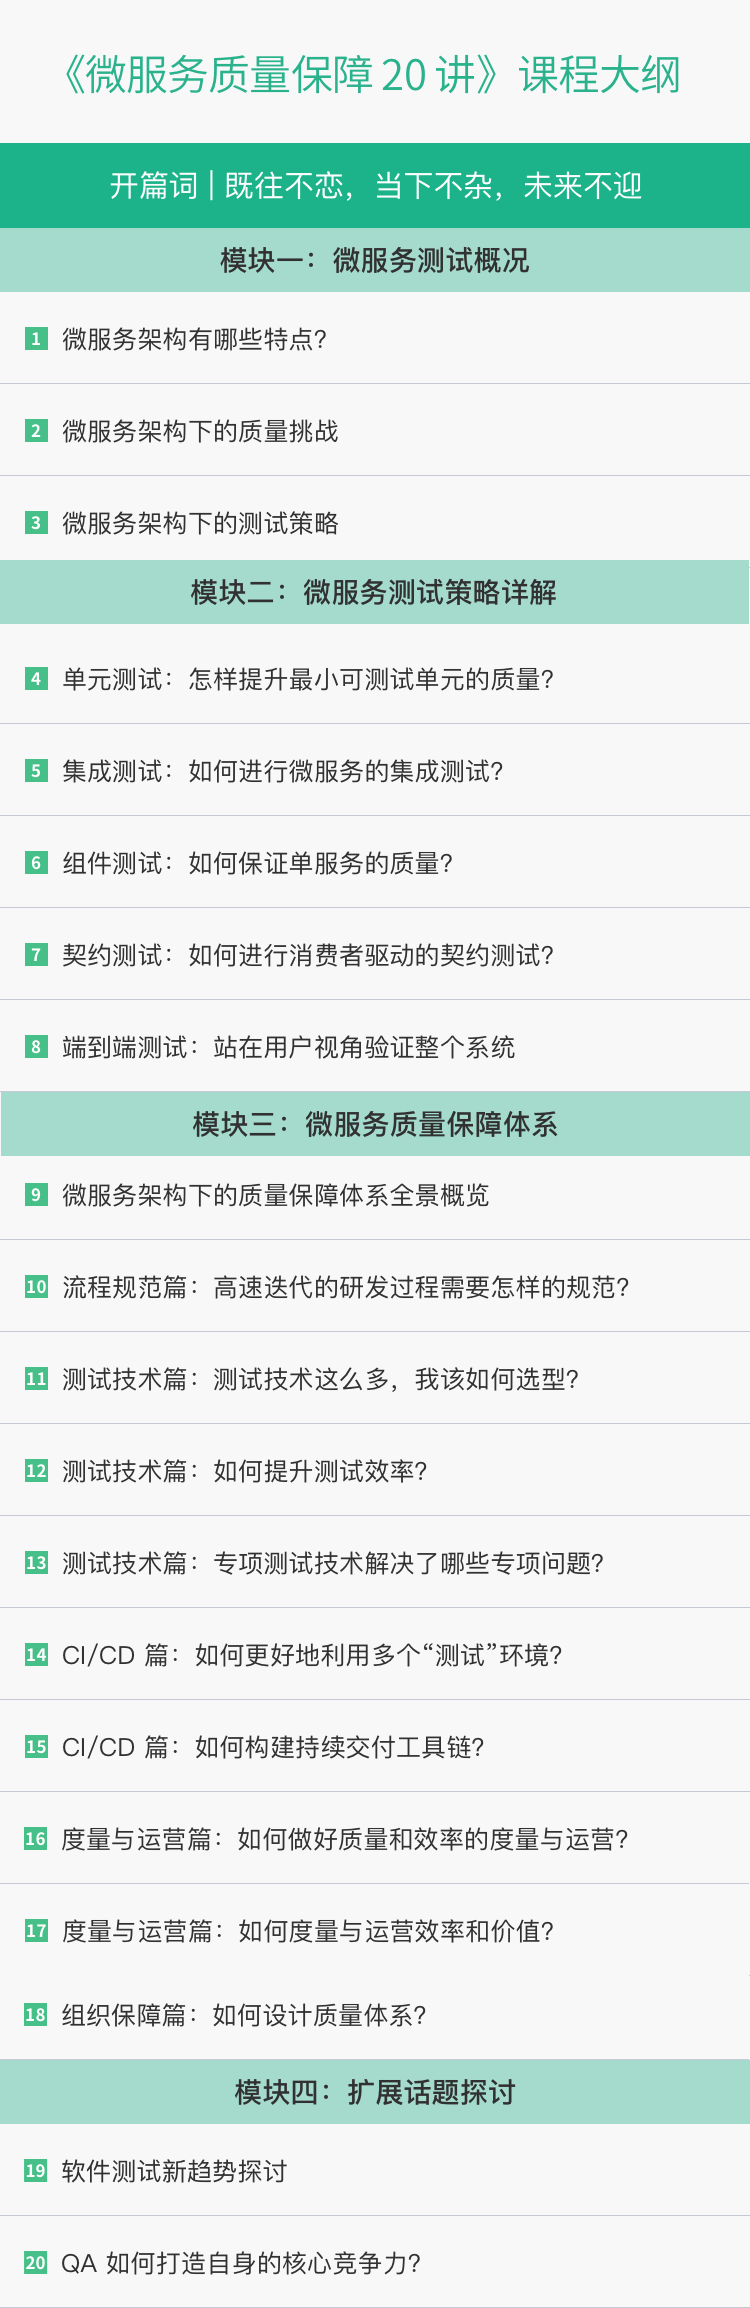 《微服务质量保障 20 讲》课程大纲
开篇词 | 既往不恋，当下不杂，未来不迎
模块一：微服务测试概况
1 微服务架构有哪些特点？
2 微服务架构下的质量挑战
3 微服务架构下的测试策略
模块二：微服务测试策略详解
4 单元测试：怎样提升最小可测试单元的质量？
5 集成测试：如何进行微服务的集成测试？
6 组件测试：如何保证单服务的质量？
7 契约测试：如何进行消费者驱动的契约测试？
8 端到端测试：站在用户视角验证整个系统
模块三：微服务质量保障体系
9 微服务架构下的质量保障体系全景概览
10 流程规范篇：高速迭代的研发过程需要怎样的规范？
11 测试技术篇：测试技术这么多，我该如何选型？
12 测试技术篇：如何提升测试效率？
13 测试技术篇：专项测试技术解决了哪些专项问题？
14 CI/CD 篇：如何更好地利用多个“测试”环境？
15 CI/CD 篇：如何构建持续交付工具链？
16 度量与运营篇：如何做好质量和效率的度量与运营？
17 度量与运营篇：如何度量与运营效率和价值？
18 组织保障篇：如何设计质量体系？
模块四：扩展话题探讨
19 软件测试新趋势探讨
20 QA 如何打造自身的核心竞争力？